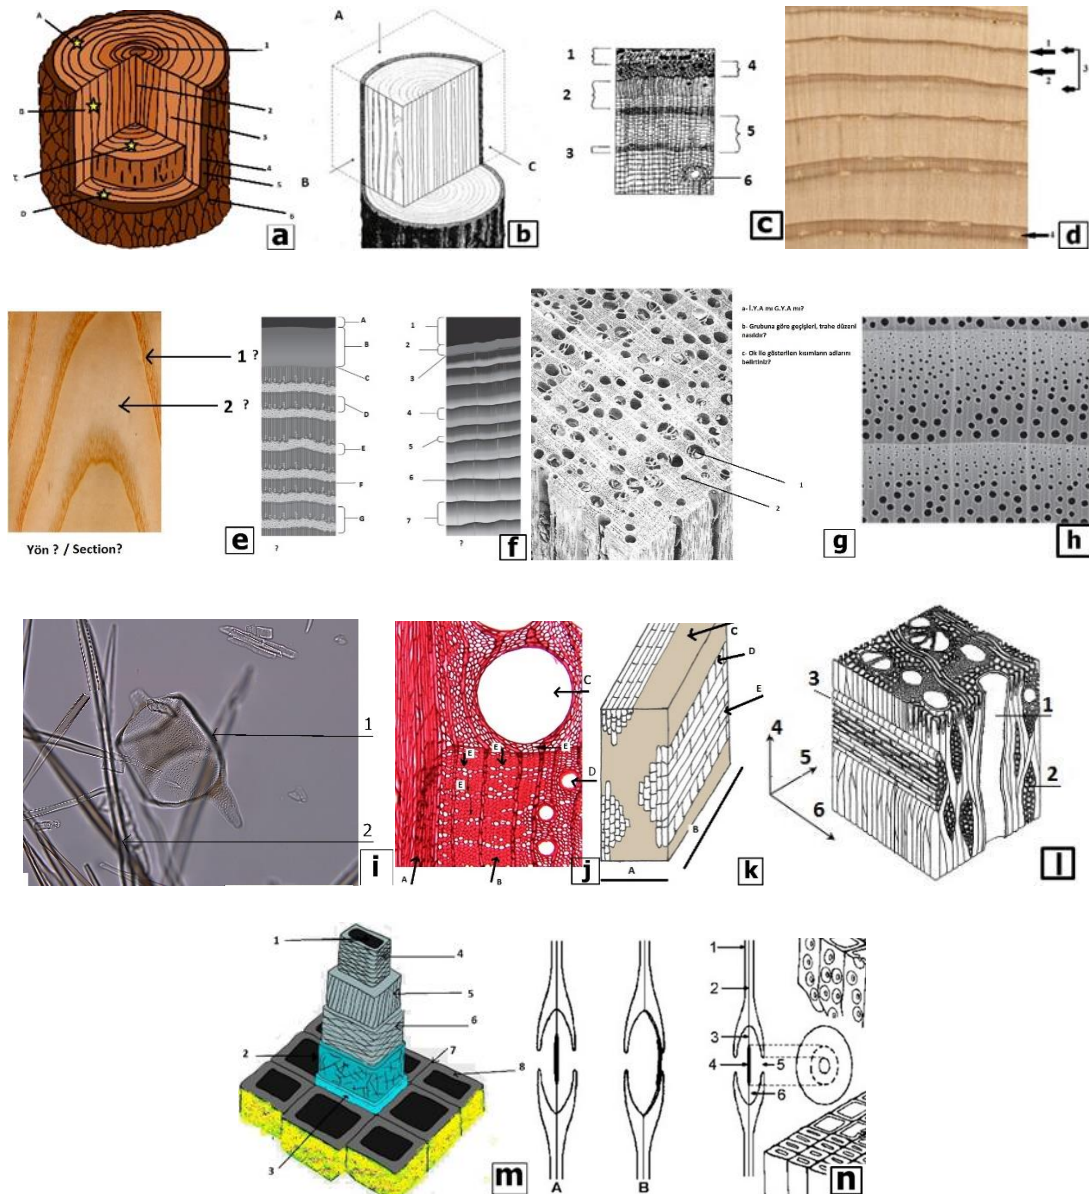 A
B
C
D
1
2
3
4
5
6
a
A
B
C
b
1
2
3
4
5
6
c
1
2
3
4
d
1 ?
2 ?
Yön ? / Section?
e
A
B
C
D
E
F
G
?
1
2
3
4
5
6
7
?
f
a- İ.Y.A mı G.Y.A mı?
b- Grubuna göre geçişleri, trahe düzeni
nasıldır?
c- Ok ile gösterilen kısımların adlarını
belirtiniz?
1
2
g
h
1
2
i
C
D
E
E
E
E
A
B
j
C
D
E
B
A
k
3
4
5
6
1
2
l
1
2
3
4
5
6
7
8
m
A
B
1
2
3
4
5
6
n